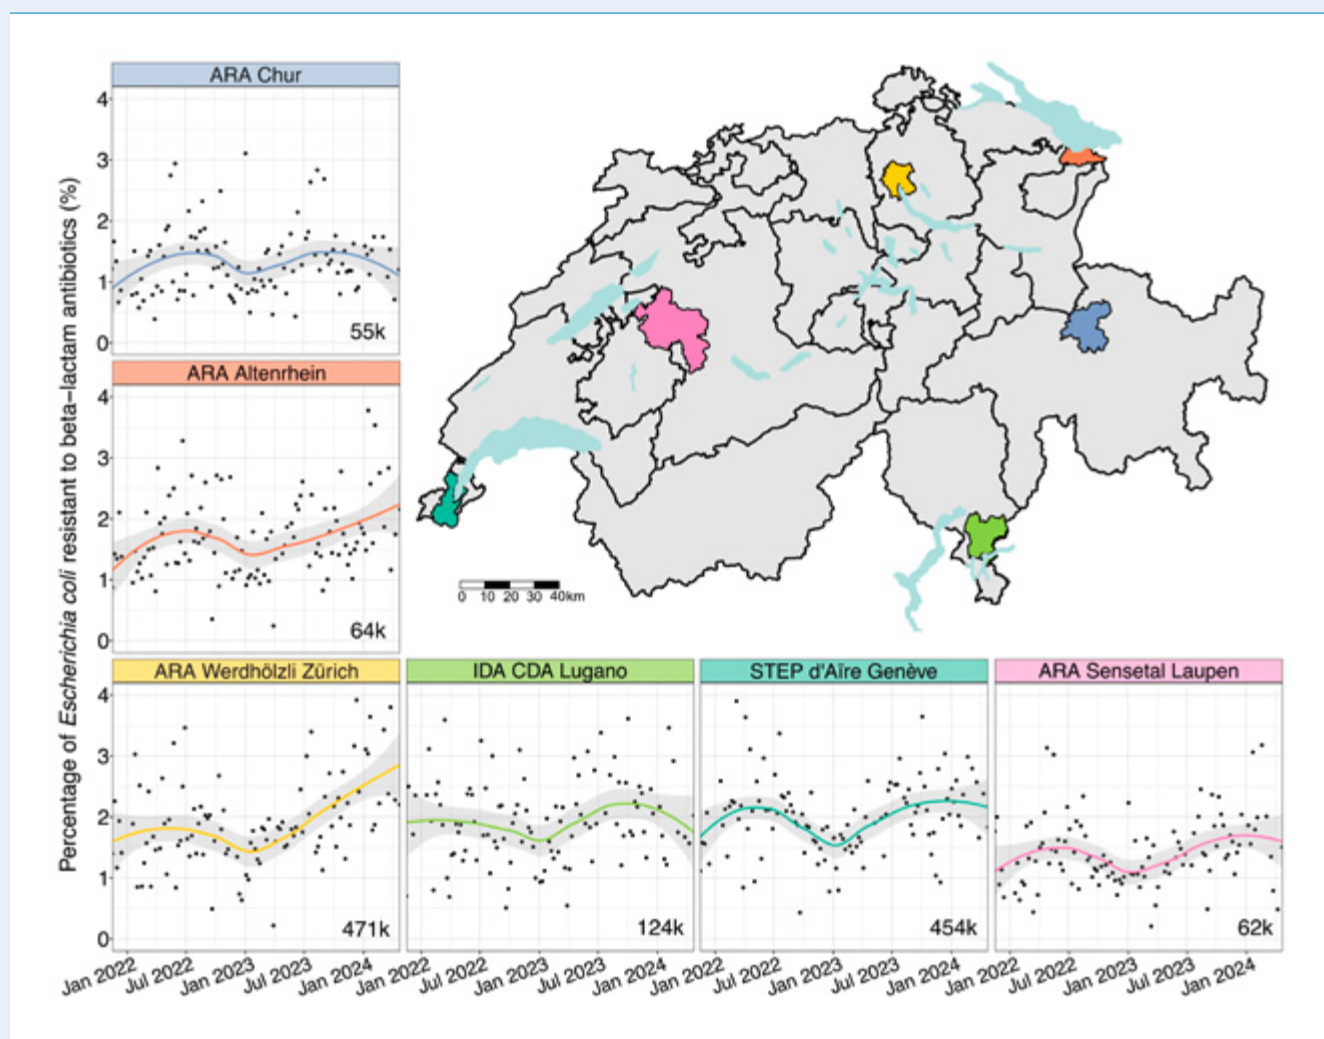 Percentage of Escherichia coli resistant to beta–lactam antibiotics (%)
ARA Chur
4
3
2
1
0
55k
ARA Altenrhein
4
3
2
1
0
64k
0 10 20 30 40km
ARA Werdhölzli Zürich
4
3
2
1
0
471k
Jan 2022 Jul 2022 Jan 2023 Jul 2023 Jan 2024
IDA CDA Lugano
124k
Jan 2022 Jul 2022 Jan 2023 Jul 2023 Jan 2024
STEP d'Aïre Genève
454k
Jan 2022 Jul 2022 Jan 2023 Jul 2023 Jan 2024
ARA Sensetal Laupen
62k
Jan 2022 Jul 2022 Jan 2023 Jul 2023 Jan 2024